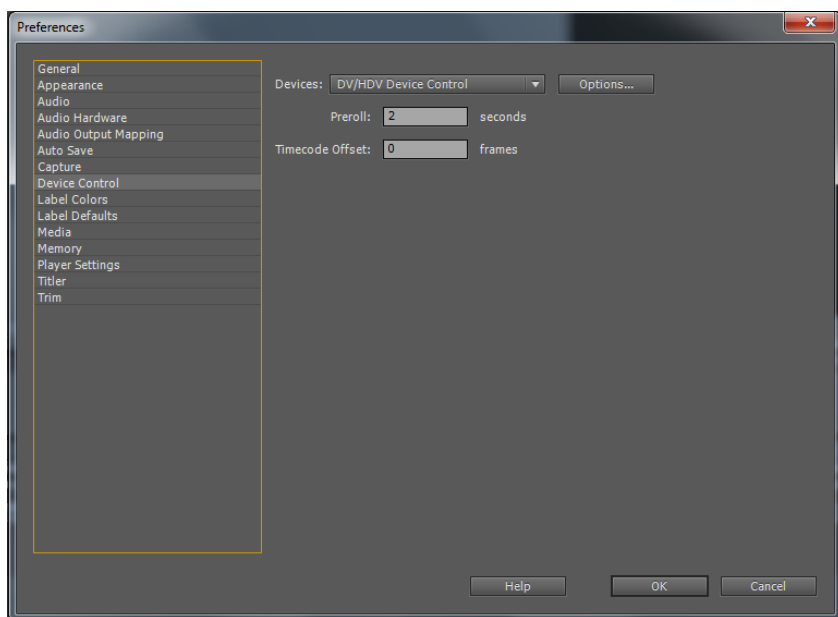 Preferences
General
Appearance
Audio
Audio Hardware
Audio Output Mapping
Auto Save
Capture
Device Control
Label Colors
Label Defaults
Media
Memory
Player Settings
Titler
Trim
Devices: DV/HDV Device Control Options...
Preroll: 2 seconds
Timecode Offset: 0 frames
Help OK Cancel